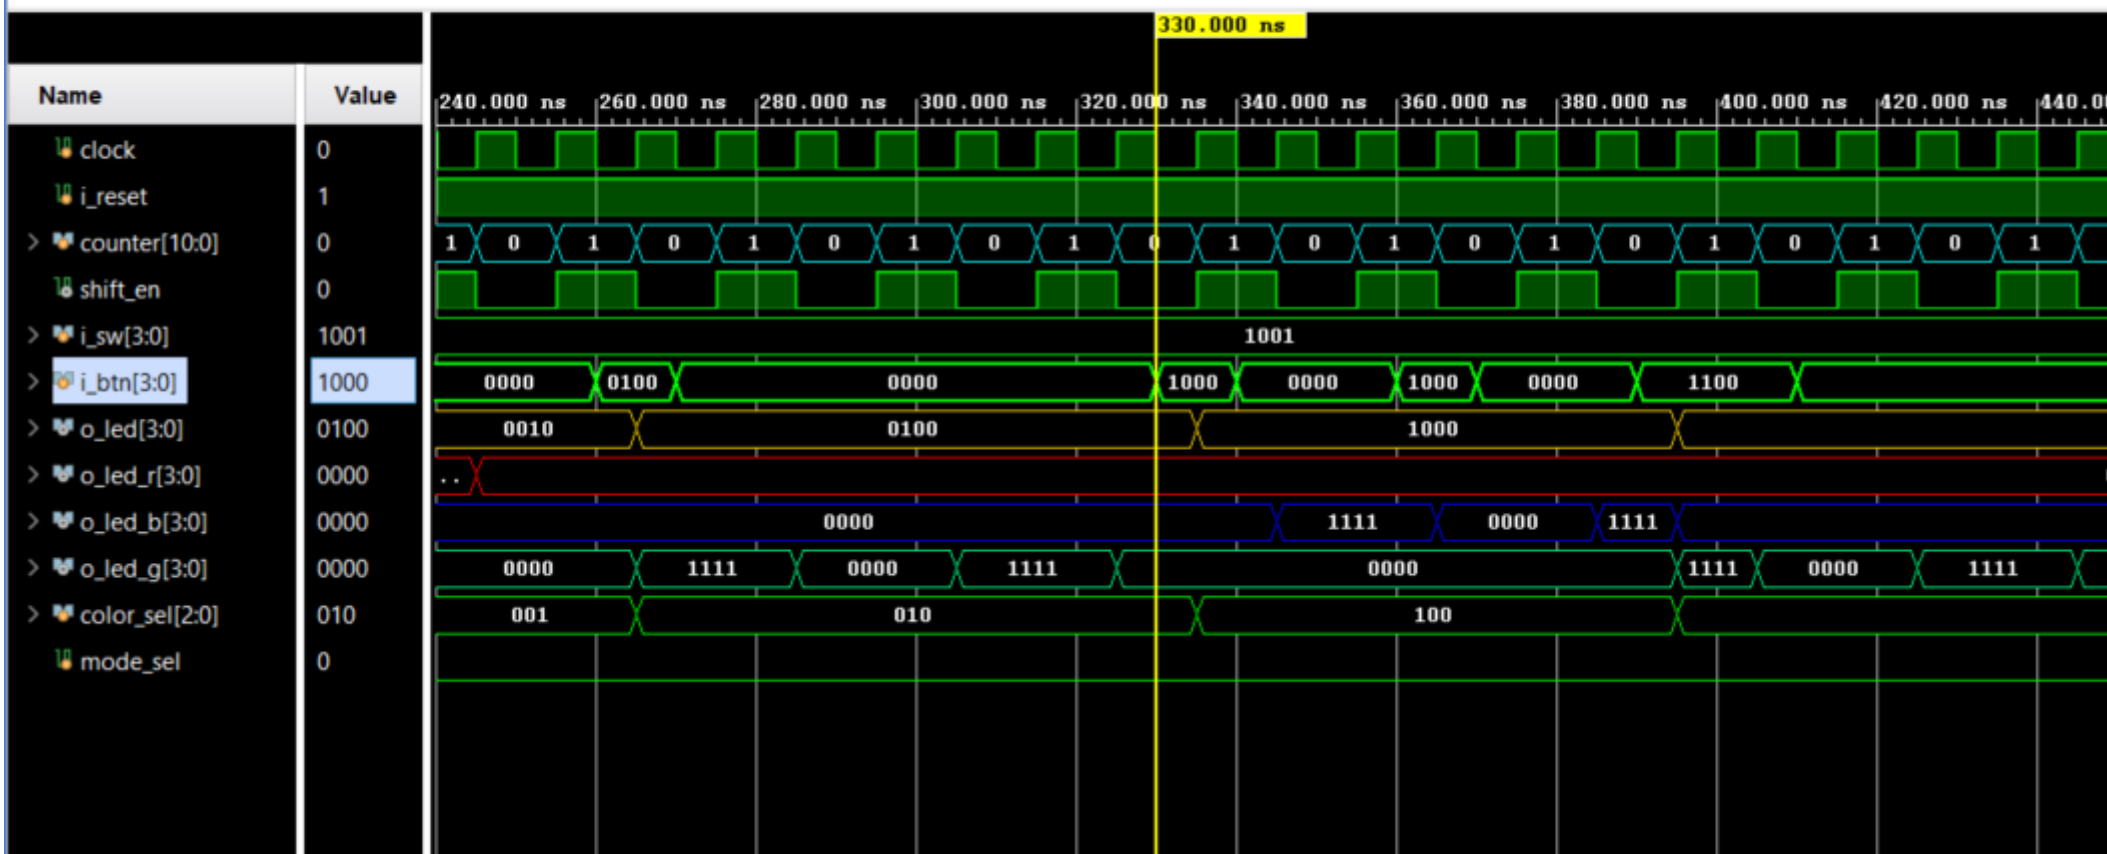 330.000 ns
Name Value 240.000 ns 260.000 ns 280.000 ns 300.000 ns 320.000 ns 340.000 ns 360.000 ns 380.000 ns 400.000 ns 420.000 ns 440.0
clock 0
i_reset 1
counter[10:0] 0 1 0 1 0 1 0 1 0 1 0 1 0 1 0 1 0 1 0 1 0 1
shift_en 0
i_sw[3:0] 1001 1001
i_btn[3:0] 1000 0000 0100 0000 1000 0000 1000 0000 1100
o_led[3:0] 0100 0010 0100 1000
o_led_r[3:0] 0000 ..
o_led_b[3:0] 0000 0000 1111 0000 1111
o_led_g[3:0] 0000 0000 1111 0000 1111 0000 1111 0000 1111
color_sel[2:0] 010 001 010 100
mode_sel 0